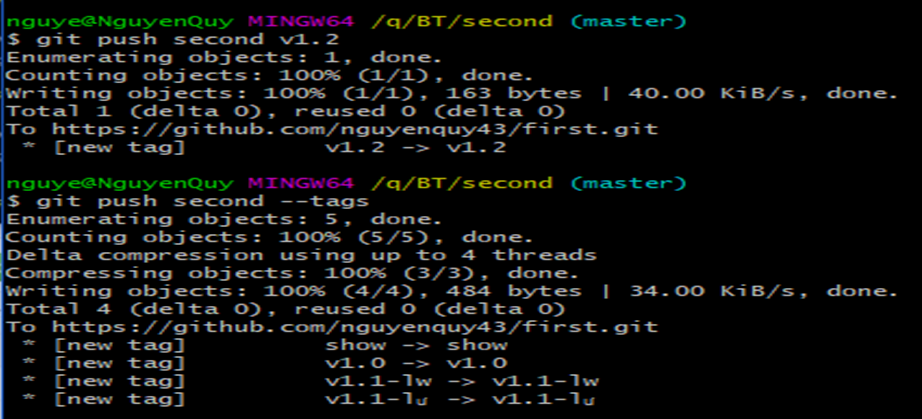 nguye@NguyenQuy MINGW64 /q/BT/second (master)
$ git push second v1.2
Enumerating objects: 1, done.
Counting objects: 100% (1/1), done.
Writing objects: 100% (1/1), 163 bytes | 40.00 KiB/s, done.
Total 1 (delta 0), reused 0 (delta 0)
To https://github.com/nguyenquy43/first.git
 * [new tag]         v1.2 -> v1.2

nguye@NguyenQuy MINGW64 /q/BT/second (master)
$ git push second --tags
Enumerating objects: 5, done.
Counting objects: 100% (5/5), done.
Delta compression using up to 4 threads
Compressing objects: 100% (3/3), done.
Writing objects: 100% (4/4), 484 bytes | 34.00 KiB/s, done.
Total 4 (delta 0), reused 0 (delta 0)
To https://github.com/nguyenquy43/first.git
 * [new tag]         show -> show
 * [new tag]         v1.0 -> v1.0
 * [new tag]         v1.1-lw -> v1.1-lw
 * [new tag]         ->